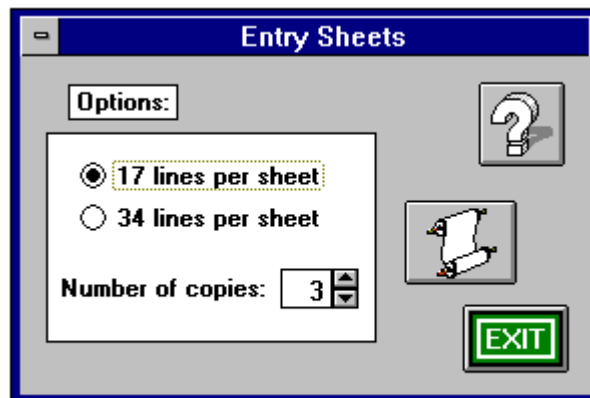 Entry Sheets
Options:
17 lines per sheet
34 lines per sheet
Number of copies: 3
EXIT